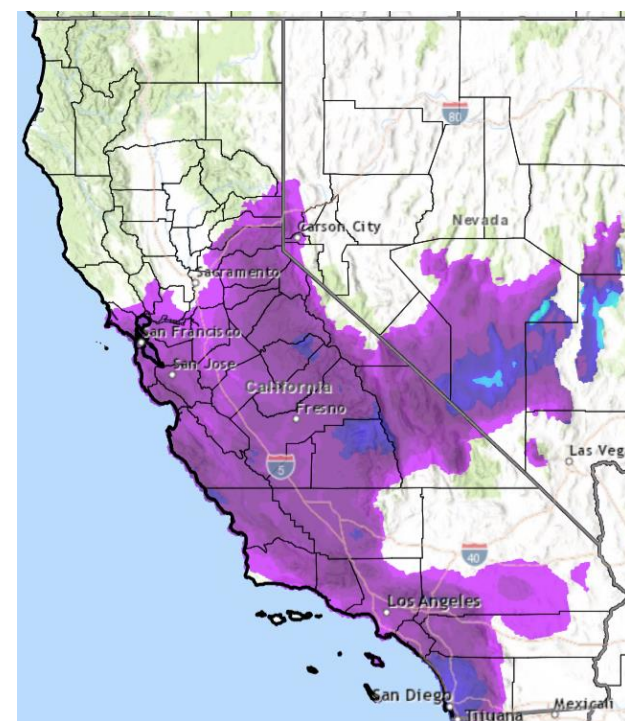 80
Carson City
Nevada
Sacramento
San Francisco
San Jose
California
Fresno
5
Las Veg
40
Los Angeles
San Diego
Tijuana
Mexicali